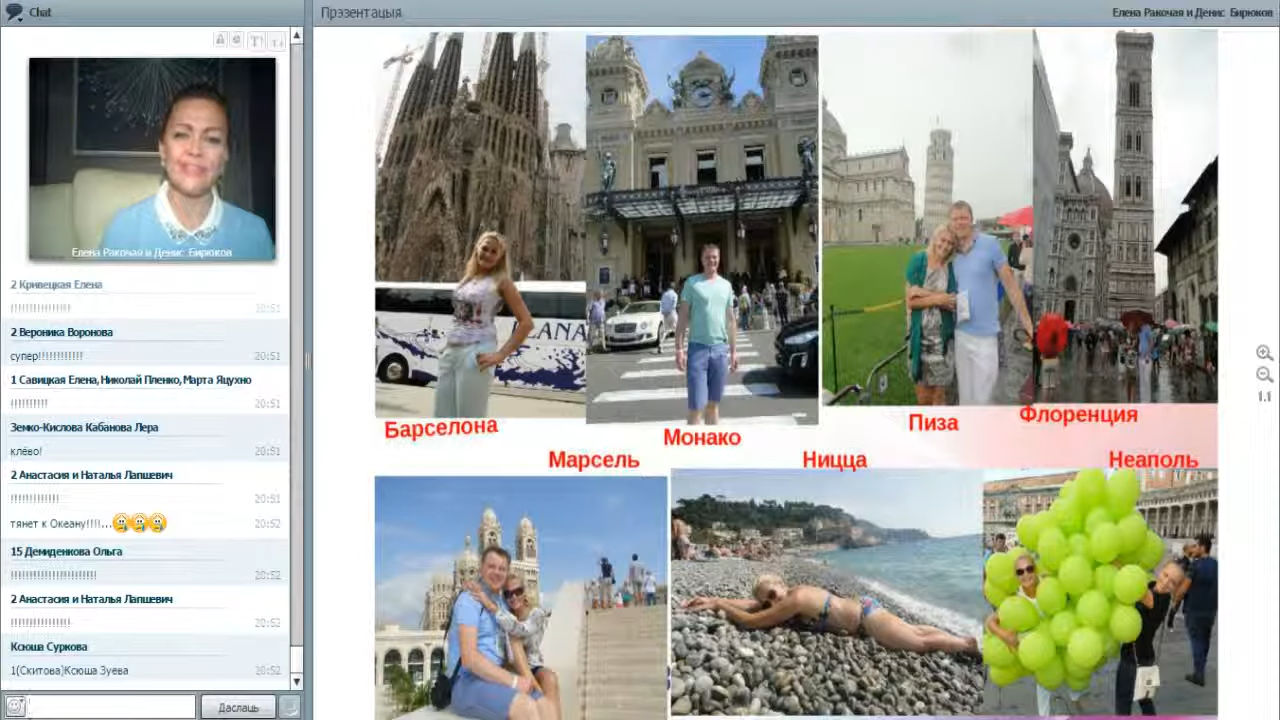 Chat
Елена Ракочая и Денис Бирюков
2 Кривецкая Елена
!!!!!!!!!!!!!!!!
20:51
2 Вероника Воронова
супер!!!!!!!!!!!!
20:51
1 Савицкая Елена,Николай Пленко,Марта Яцухно
!!!!!!!!!!
20:51
Земко-Кислова Кабанова Лера
клёво!
20:51
2 Анастасия и Наталья Лапшевич
!!!!!!!!!!!!!
20:51
тянет к Океану!!!!...
20:52
15 Демиденкова Ольга
!!!!!!!!!!!!!!!!!!!!!!!
20:52
2 Анастасия и Наталья Лапшевич
!!!!!!!!!!!!!!!!
20:52
Ксюша Суркова
1(Скитова)Ксюша Зуева
20:52
Даслаць
Прэзентацыя
Елена Ракочая и Денис Бирюков
Барселона
Монако
Пиза
Флоренция
Марсель
Ницца
Неаполь
1:1